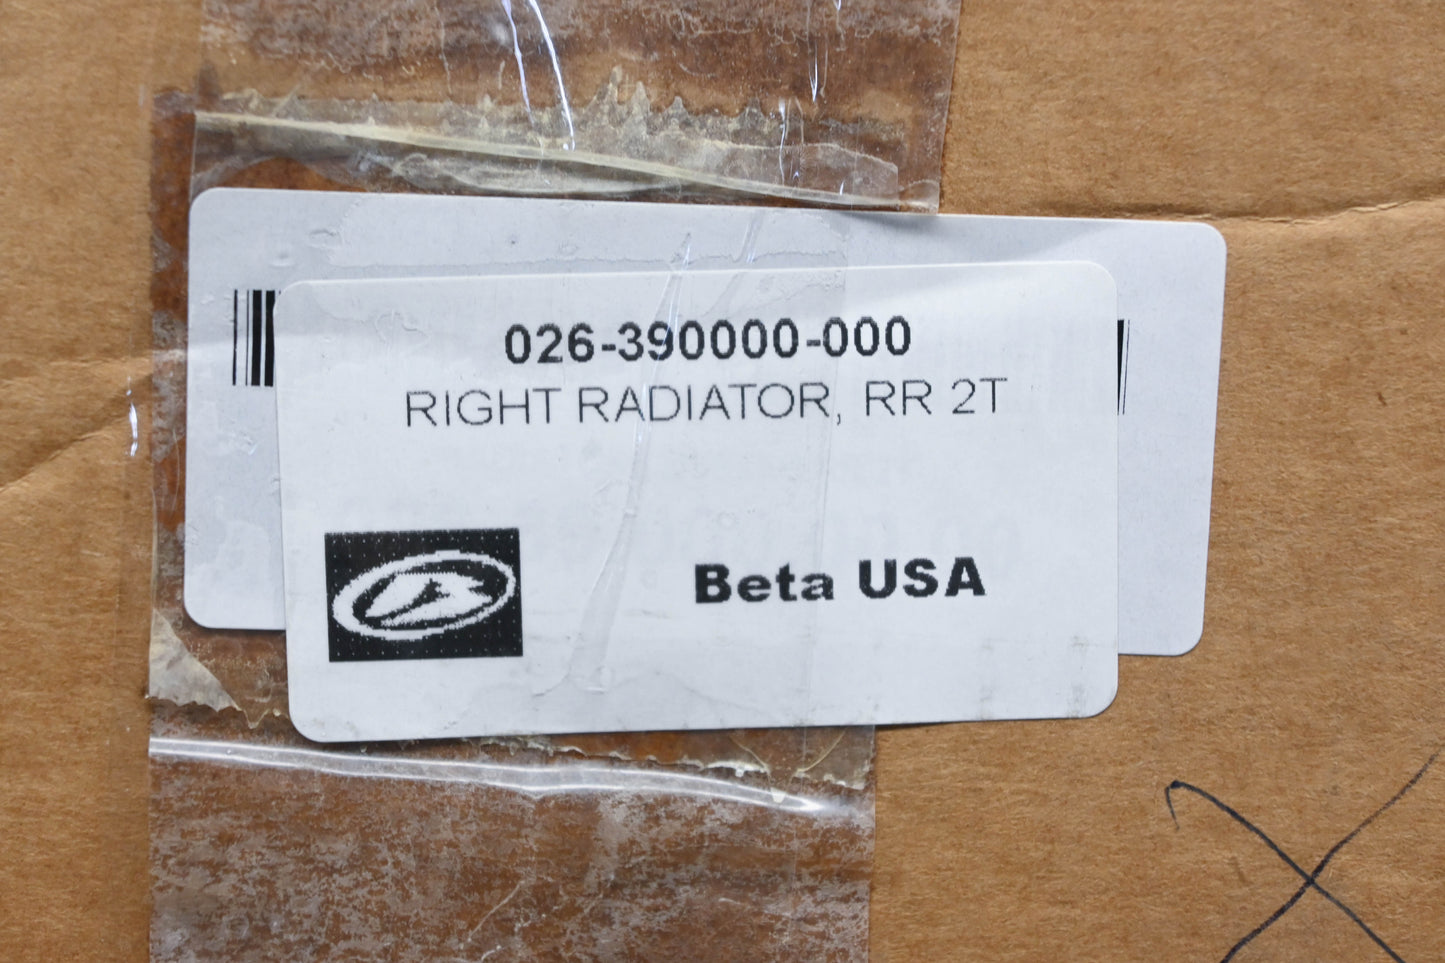 026-390000-000
RIGHT RADIATOR, RR 2T
Beta USA